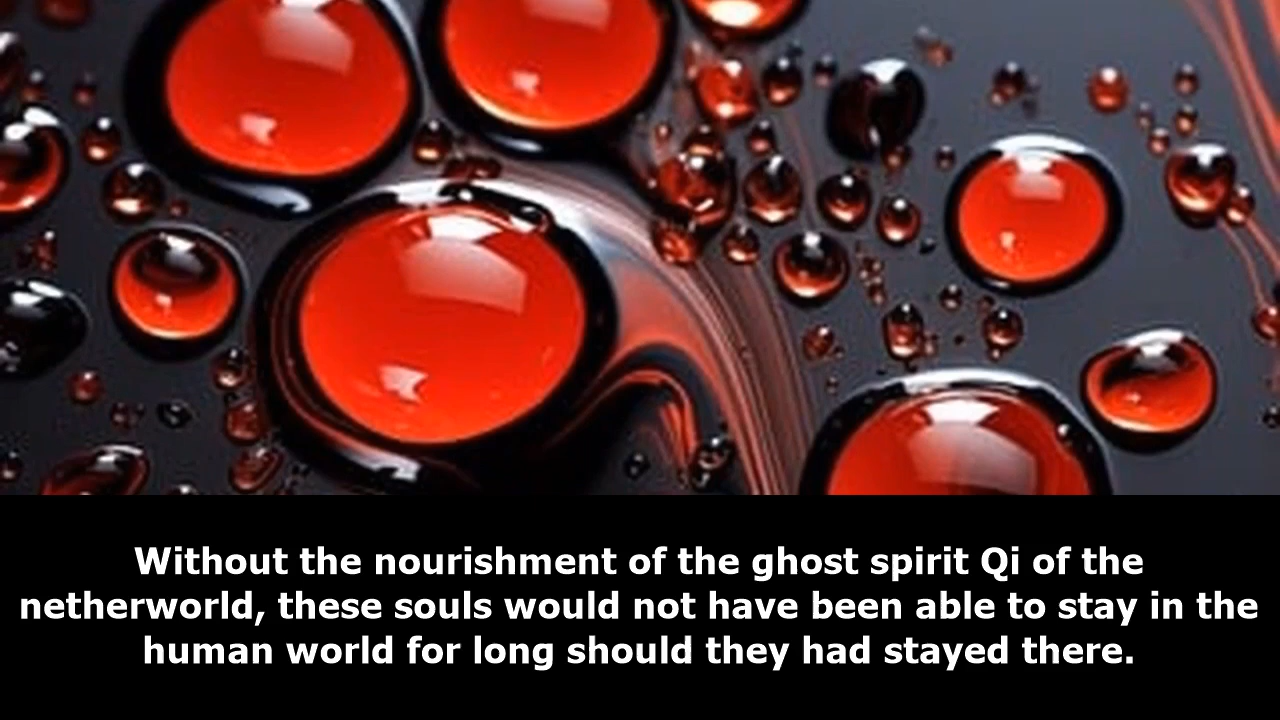 Without the nourishment of the ghost spirit Qi of the
netherworld, these souls would not have been able to stay in the
human world for long should they had stayed there.